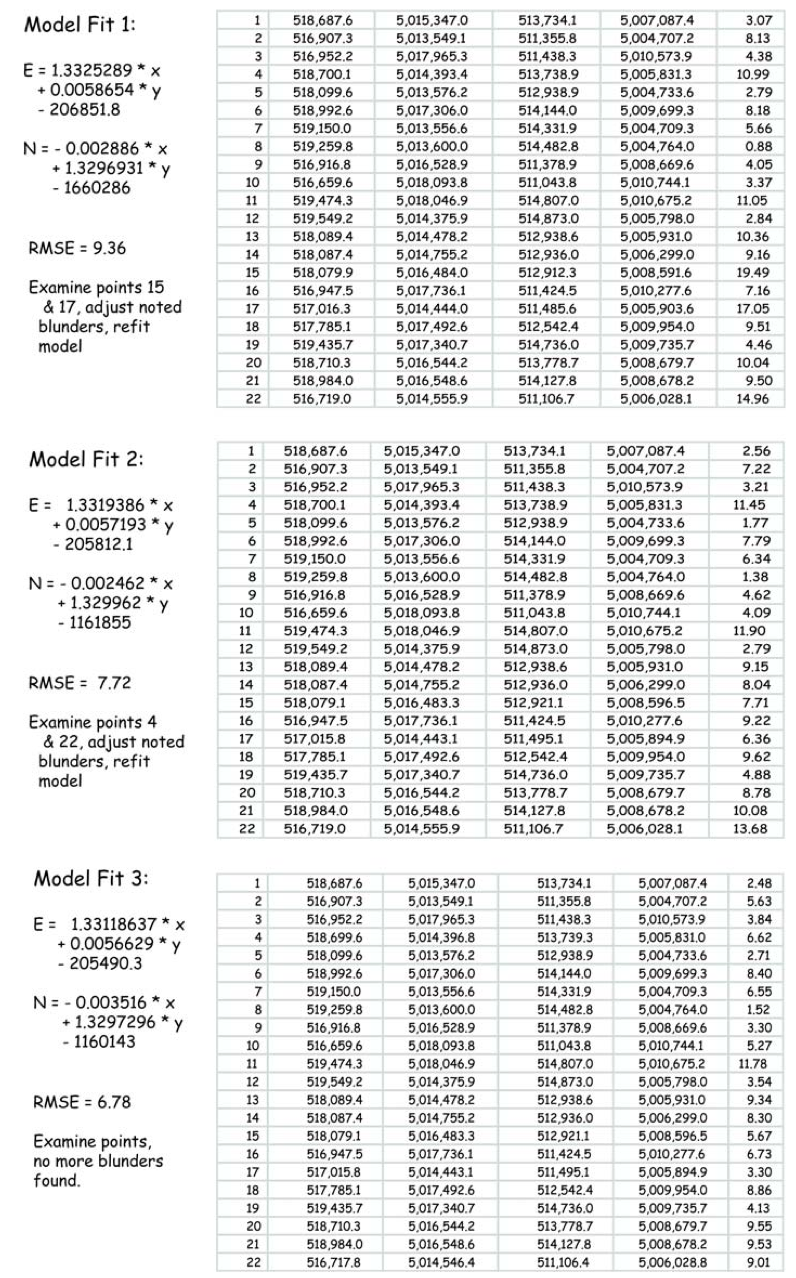 Model Fit 1:
E = 1.3325289 * x
+ 0.0058654 * y
- 206851.8
N = - 0.002886 * x
+ 1.3296931 * y
- 1660286
RMSE = 9.36
Examine points 15
& 17, adjust noted
blunders, refit
model
1 518,687.6 5,015,347.0 513,734.1 5,007,087.4 3.07
2 516,907.3 5,013,549.1 511,355.8 5,004,707.2 8.13
3 516,952.2 5,017,965.3 511,438.3 5,010,573.9 4.38
4 518,700.1 5,014,393.4 513,738.9 5,005,831.3 10.99
5 518,099.6 5,013,576.2 512,938.9 5,004,733.6 2.79
6 518,992.6 5,017,306.0 514,144.0 5,009,699.3 8.18
7 519,150.0 5,013,556.6 514,331.9 5,004,709.3 5.66
8 519,259.8 5,013,600.0 514,482.8 5,004,764.0 0.88
9 516,916.8 5,016,528.9 511,378.9 5,008,669.6 4.05
10 516,659.6 5,018,093.8 511,043.8 5,010,744.1 3.37
11 519,474.3 5,018,046.9 514,807.0 5,010,675.2 11.05
12 519,549.2 5,014,375.9 514,873.0 5,005,798.0 2.84
13 518,089.4 5,014,478.2 512,938.6 5,005,931.0 10.36
14 518,087.4 5,014,755.2 512,936.0 5,006,299.0 9.16
15 518,079.9 5,016,484.0 512,912.3 5,008,591.6 19.49
16 516,947.5 5,017,736.1 511,424.5 5,010,277.6 7.16
17 517,016.3 5,014,444.0 511,485.6 5,005,903.6 17.05
18 517,785.1 5,017,492.6 512,542.4 5,009,954.0 9.51
19 519,435.7 5,017,340.7 514,736.0 5,009,735.7 4.46
20 518,710.3 5,016,544.2 513,778.7 5,008,679.7 10.04
21 518,984.0 5,016,548.6 514,127.8 5,008,678.2 9.50
22 516,719.0 5,014,555.9 511,106.7 5,006,028.1 14.96
Model Fit 2:
E = 1.3319386 * x
+ 0.0057193 * y
- 205812.1
N = - 0.002462 * x
+ 1.329962 * y
- 1161855
RMSE = 7.72
Examine points 4
& 22, adjust noted
blunders, refit
model
1 518,687.6 5,015,347.0 513,734.1 5,007,087.4 2.56
2 516,907.3 5,013,549.1 511,355.8 5,004,707.2 7.22
3 516,952.2 5,017,965.3 511,438.3 5,010,573.9 3.21
4 518,700.1 5,014,393.4 513,738.9 5,005,831.3 11.45
5 518,099.6 5,013,576.2 512,938.9 5,004,733.6 1.77
6 518,992.6 5,017,306.0 514,144.0 5,009,699.3 7.79
7 519,150.0 5,013,556.6 514,331.9 5,004,709.3 6.34
8 519,259.8 5,013,600.0 514,482.8 5,004,764.0 1.38
9 516,916.8 5,016,528.9 511,378.9 5,008,669.6 4.62
10 516,659.6 5,018,093.8 511,043.8 5,010,744.1 4.09
11 519,474.3 5,018,046.9 514,807.0 5,010,675.2 11.90
12 519,549.2 5,014,375.9 514,873.0 5,005,798.0 2.79
13 518,089.4 5,014,478.2 512,938.6 5,005,931.0 9.15
14 518,087.4 5,014,755.2 512,936.0 5,006,299.0 8.04
15 518,079.1 5,016,483.3 512,921.1 5,008,596.5 7.71
16 516,947.5 5,017,736.1 511,424.5 5,010,277.6 9.22
17 517,015.8 5,014,443.1 511,495.1 5,005,894.9 6.36
18 517,785.1 5,017,492.6 512,542.4 5,009,954.0 9.62
19 519,435.7 5,017,340.7 514,736.0 5,009,735.7 4.88
20 518,710.3 5,016,544.2 513,778.7 5,008,679.7 8.78
21 518,984.0 5,016,548.6 514,127.8 5,008,678.2 10.08
22 516,719.0 5,014,555.9 511,106.7 5,006,028.1 13.68
Model Fit 3:
E = 1.33118637 * x
+ 0.0056629 * y
- 205490.3
N = - 0.003516 * x
+ 1.3297296 * y
- 1160143
RMSE = 6.78
Examine points,
no more blunders
found.
1 518,687.6 5,015,347.0 513,734.1 5,007,087.4 2.48
2 516,907.3 5,013,549.1 511,355.8 5,004,707.2 5.63
3 516,952.2 5,017,965.3 511,438.3 5,010,573.9 3.84
4 518,699.6 5,014,396.8 513,739.3 5,005,831.0 6.62
5 518,099.6 5,013,576.2 512,938.9 5,004,733.6 2.71
6 518,992.6 5,017,306.0 514,144.0 5,009,699.3 8.40
7 519,150.0 5,013,556.6 514,331.9 5,004,709.3 6.55
8 519,259.8 5,013,600.0 514,482.8 5,004,764.0 1.52
9 516,916.8 5,016,528.9 511,378.9 5,008,669.6 3.30
10 516,659.6 5,018,093.8 511,043.8 5,010,744.1 5.27
11 519,474.3 5,018,046.9 514,807.0 5,010,675.2 11.78
12 519,549.2 5,014,375.9 514,873.0 5,005,798.0 3.54
13 518,089.4 5,014,478.2 512,938.6 5,005,931.0 9.34
14 518,087.4 5,014,755.2 512,936.0 5,006,299.0 8.30
15 518,079.1 5,016,483.3 512,921.1 5,008,596.5 5.67
16 516,947.5 5,017,736.1 511,424.5 5,010,277.6 6.73
17 517,015.8 5,014,443.1 511,495.1 5,005,894.9 3.30
18 517,785.1 5,017,492.6 512,542.4 5,009,954.0 8.86
19 519,435.7 5,017,340.7 514,736.0 5,009,735.7 4.13
20 518,710.3 5,016,544.2 513,778.7 5,008,679.7 9.55
21 518,984.0 5,016,548.6 514,127.8 5,008,678.2 9.53
22 516,717.8 5,014,546.4 511,106.4 5,006,028.8 9.01